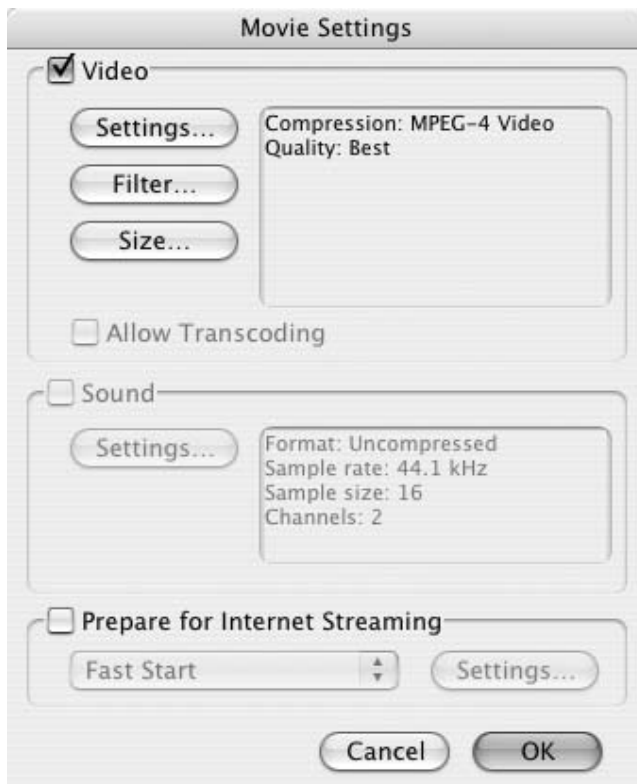 Movie Settings
Video
Settings...
Compression: MPEG-4 Video
Quality: Best
Filter...
Size...
Allow Transcoding
Sound
Settings...
Format: Uncompressed
Sample rate: 44.1 kHz
Sample size: 16
Channels: 2
Prepare for Internet Streaming
Fast Start
Settings...
Cancel
OK